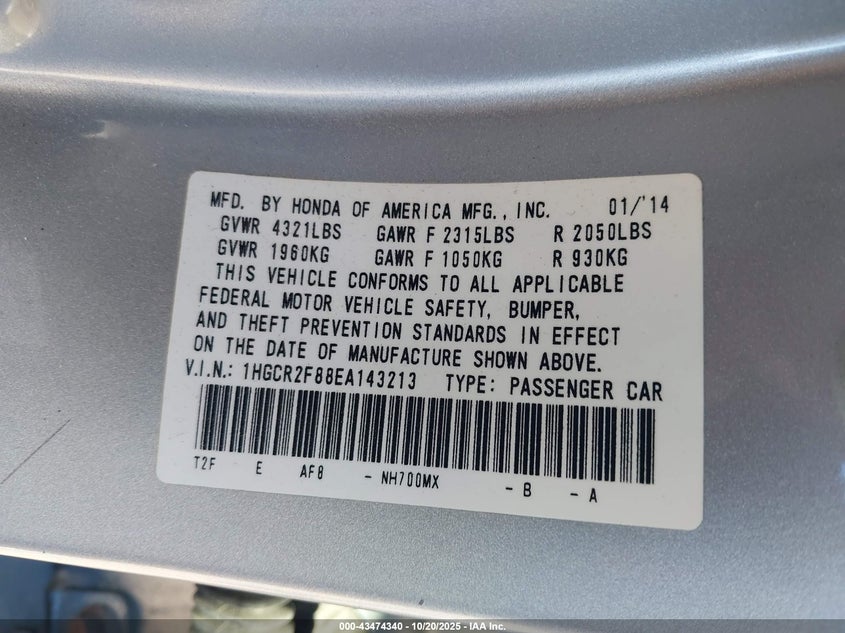 MFD. BY HONDA OF AMERICA MFG., INC. 01/'14
GVWR 4321LBS GAWR F 2315LBS R 2050LBS
GVWR 1960KG GAWR F 1050KG R 930KG
THIS VEHICLE CONFORMS TO ALL APPLICABLE
FEDERAL MOTOR VEHICLE SAFETY, BUMPER,
AND THEFT PREVENTION STANDARDS IN EFFECT
ON THE DATE OF MANUFACTURE SHOWN ABOVE.
V.I.N.: 1HGCR2F88EA143213 TYPE: PASSENGER CAR
T2F E AF8 - NH700MX - B - A
000-43474340 - 10/20/2025 - IAA Inc.